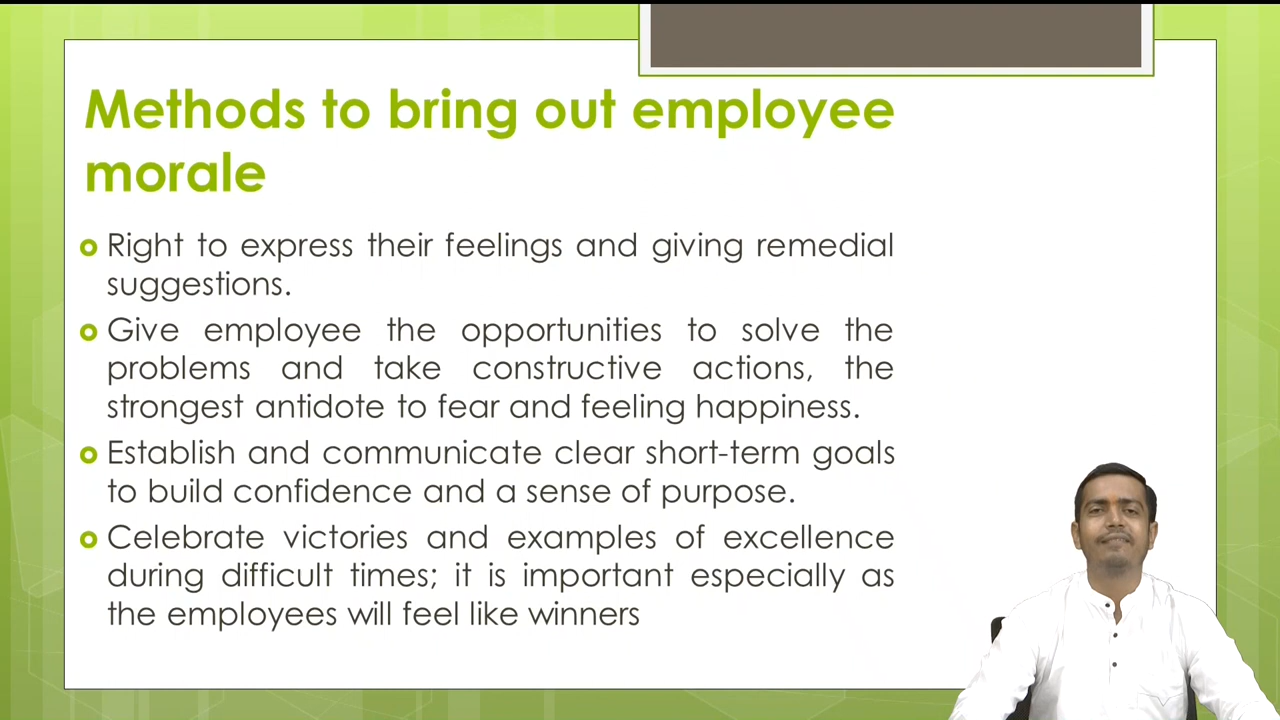 Methods to bring out employee
morale
Right to express their feelings and giving remedial
suggestions.
Give employee the opportunities to solve the
problems and take constructive actions, the
strongest antidote to fear and feeling happiness.
Establish and communicate clear short-term goals
to build confidence and a sense of purpose.
Celebrate victories and examples of excellence
during difficult times; it is important especially as
the employees will feel like winners